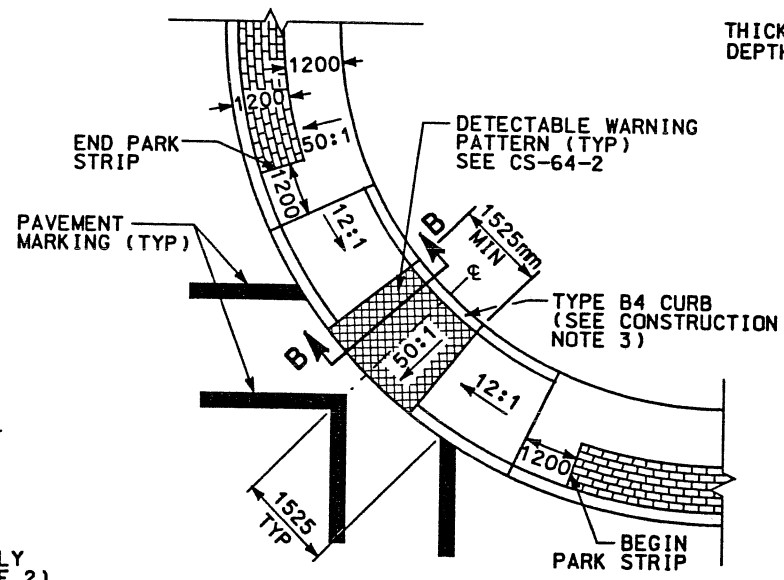 THICK
DEPTH
1200
1200
50:1
END PARK
STRIP
1200
DETECTABLE WARNING
PATTERN (TYP)
SEE CS-64-2
PAVEMENT
MARKING (TYP)
12:1
B
1525mm
MIN
℄
TYPE B4 CURB
(SEE CONSTRUCTION
NOTE 3)
B
50:1
12:1
1200
1525
TYP
BEGIN
PARK STRIP
LY
E 2)